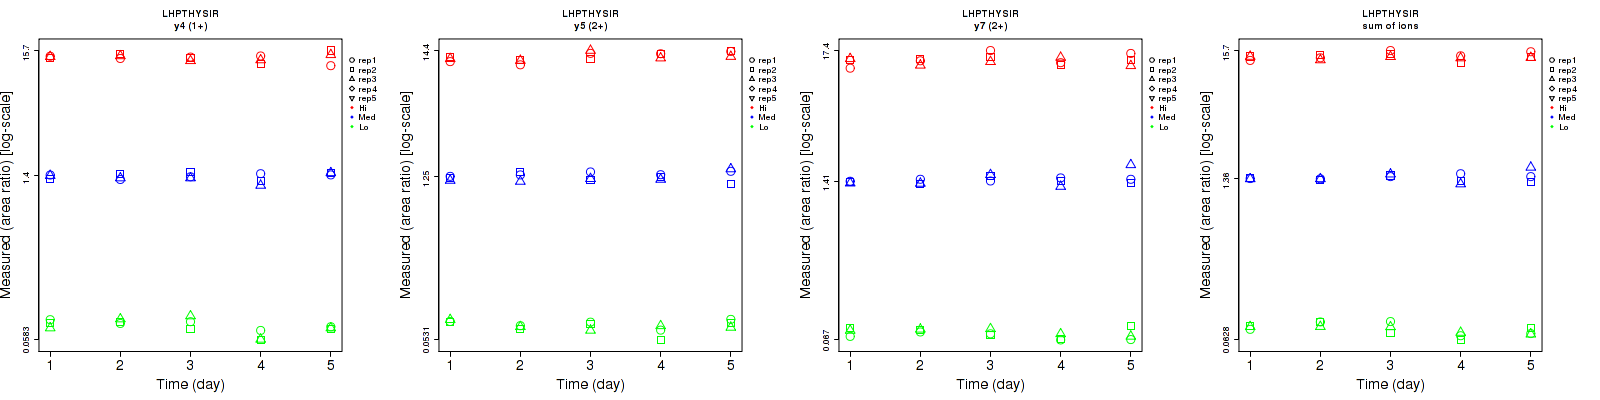 LHPTHYSIR
y4 (1+)
Measured (area ratio) [log-scale]
15.7
1.4
0.0583
1 2 3 4 5
Time (day)
rep1
rep2
rep3
rep4
rep5
Hi
Med
Lo
LHPTHYSIR
y5 (2+)
Measured (area ratio) [log-scale]
14.4
1.25
0.0531
1 2 3 4 5
Time (day)
rep1
rep2
rep3
rep4
rep5
Hi
Med
Lo
LHPTHYSIR
y7 (2+)
Measured (area ratio) [log-scale]
17.4
1.41
0.067
1 2 3 4 5
Time (day)
rep1
rep2
rep3
rep4
rep5
Hi
Med
Lo
LHPTHYSIR
sum of ions
Measured (area ratio) [log-scale]
15.7
1.36
0.0628
1 2 3 4 5
Time (day)
rep1
rep2
rep3
rep4
rep5
Hi
Med
Lo